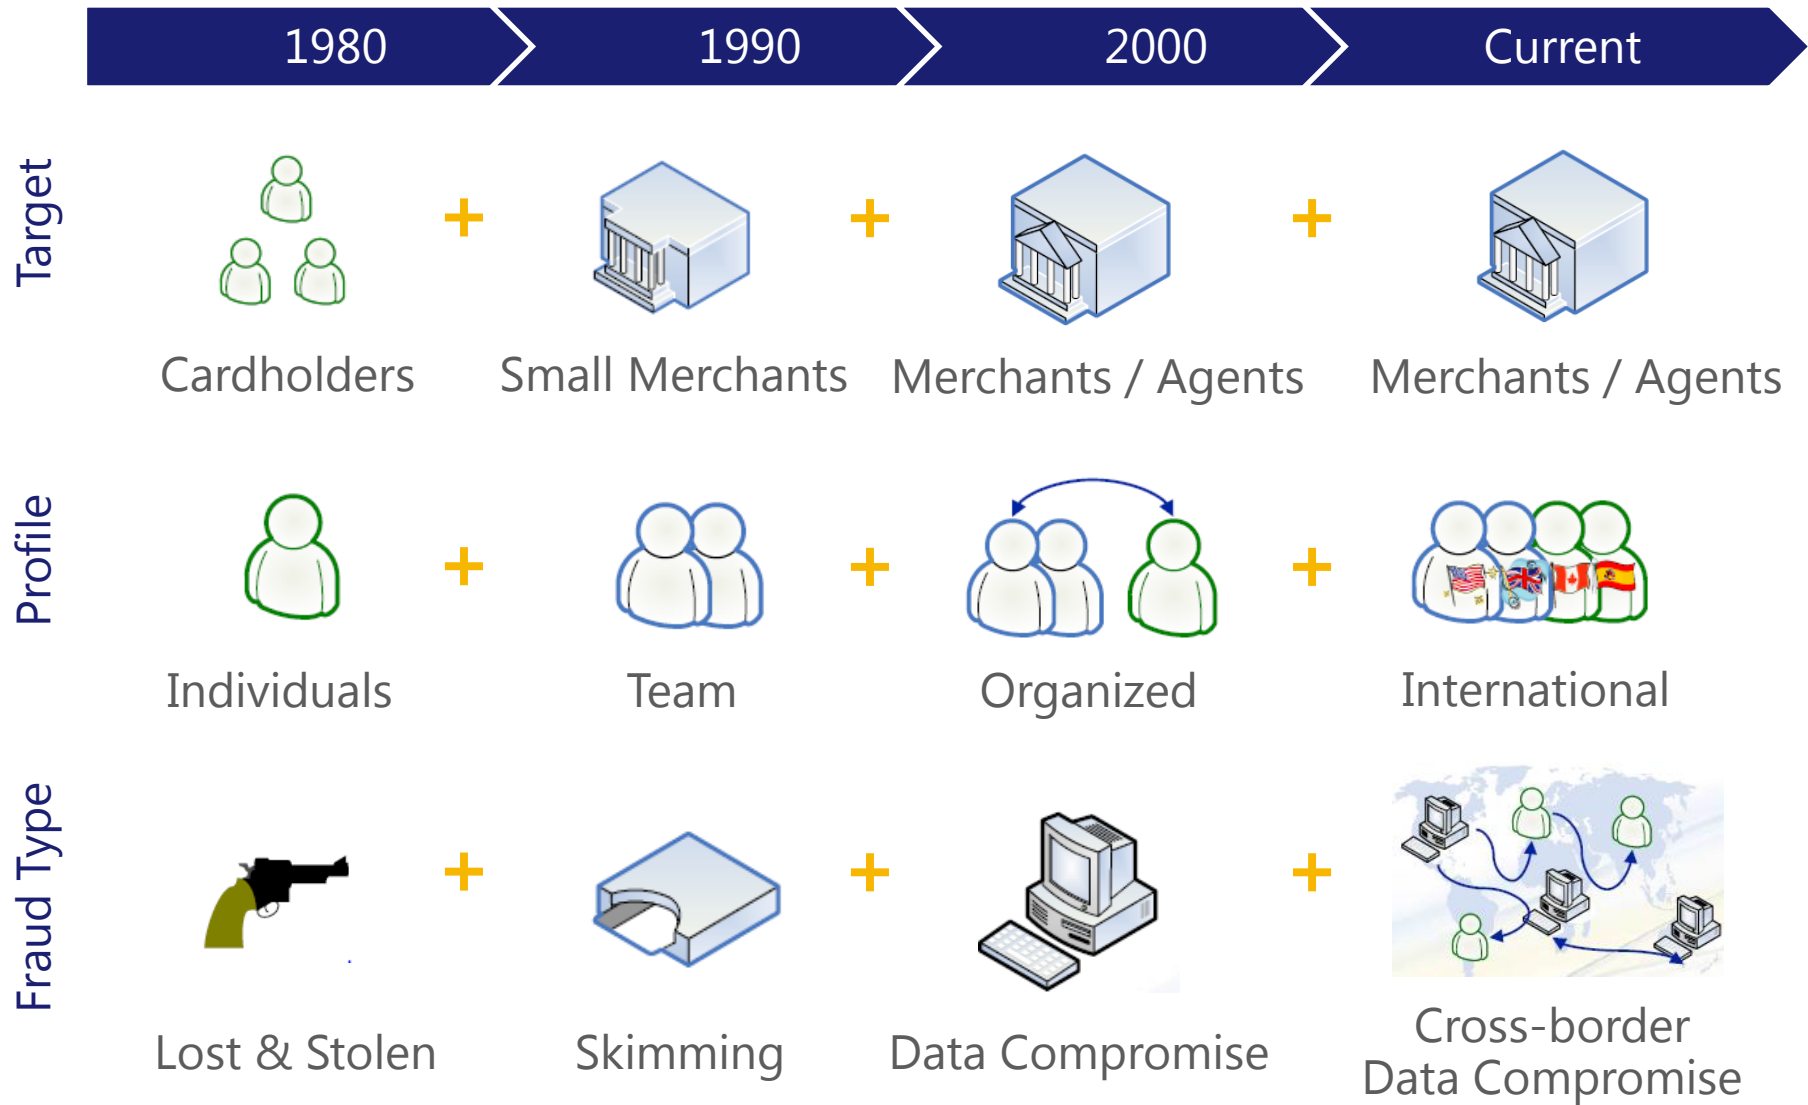 1980
1990
2000
Current
Target
Cardholders
Small Merchants
Merchants / Agents
Merchants / Agents
Profile
Individuals
Team
Organized
International
Fraud Type
Lost & Stolen
Skimming
Data Compromise
Cross-border
Data Compromise